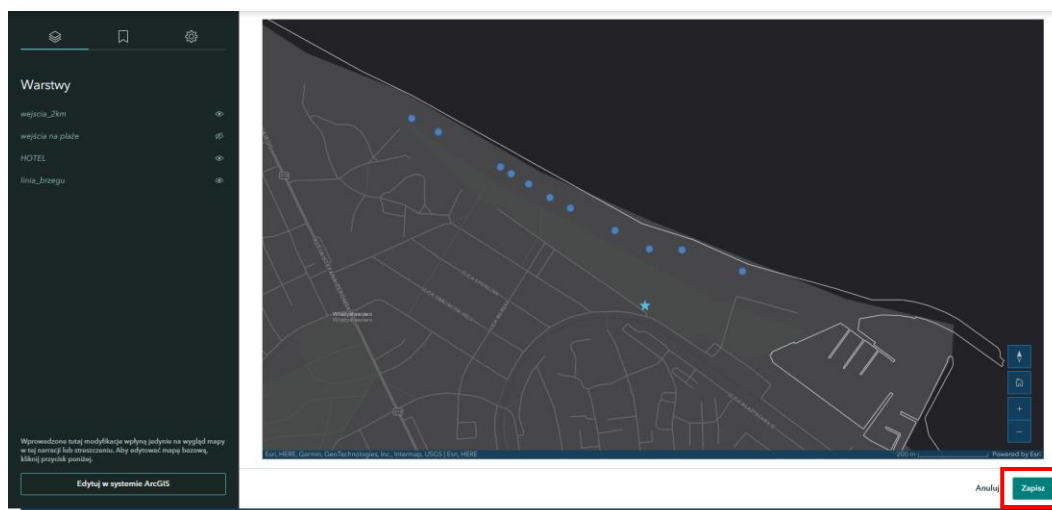 Warstwy
wejscia_2km
wejścia na plaże
HOTEL
linia_brzegu
Władysławowo
Władysławowo
Wprowadzone tutaj modyfikacje wpłyną jedynie na wygląd mapy
w tej narracji lub streszczeniu. Aby edytować mapę bazową,
kliknij przycisk poniżej.
Edytuj w systemie ArcGIS
Esri, HERE, Garmin, GeoTechnologies, Inc., Intermap, USGS | Esri, HERE
200 m
Powered by Esri
Anuluj
Zapisz